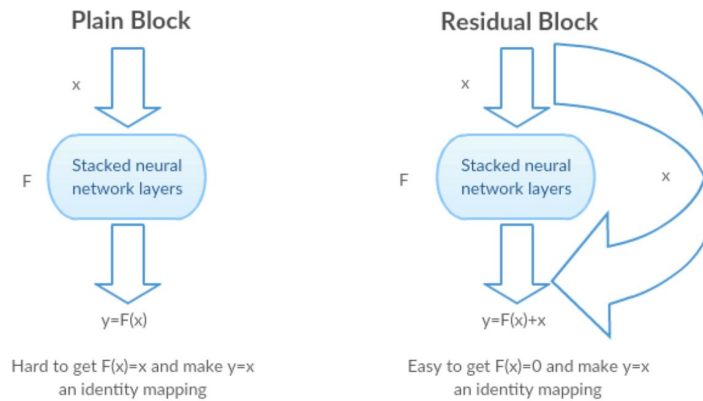 Plain Block
x
F
Stacked neural
network layers
y=F(x)
Hard to get F(x)=x and make y=x
an identity mapping
Residual Block
x
F
Stacked neural
network layers
x
y=F(x)+x
Easy to get F(x)=0 and make y=x
an identity mapping